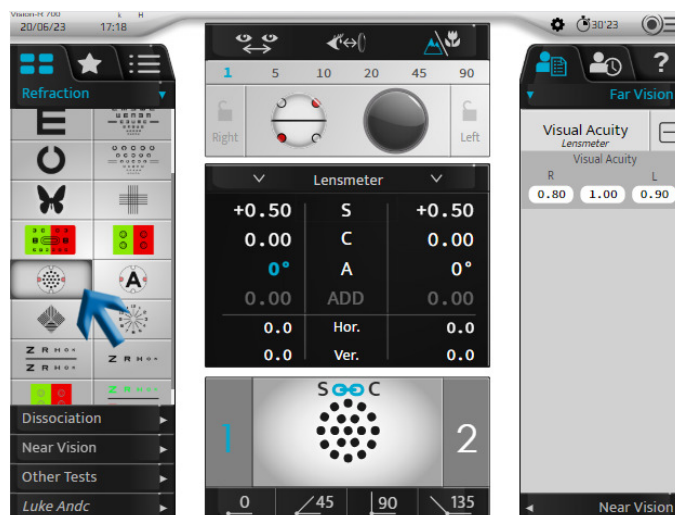 Vision-R 700
20/06/23 17:18
30'23
Refraction
E
A
Z R H O K
Z R H O K
Dissociation
Near Vision
Other Tests
Luke Andc
1 5 10 20 45 90
Right
Left
Lensmeter
+0.50 S +0.50
0.00 C 0.00
0° A 0°
0.00 ADD 0.00
0.0 Hor. 0.0
0.0 Ver. 0.0
S C
1
2
0 45 90 135
?
Far Vision
Visual Acuity
Lensmeter
Visual Acuity
R L
0.80 1.00 0.90
Near Vision